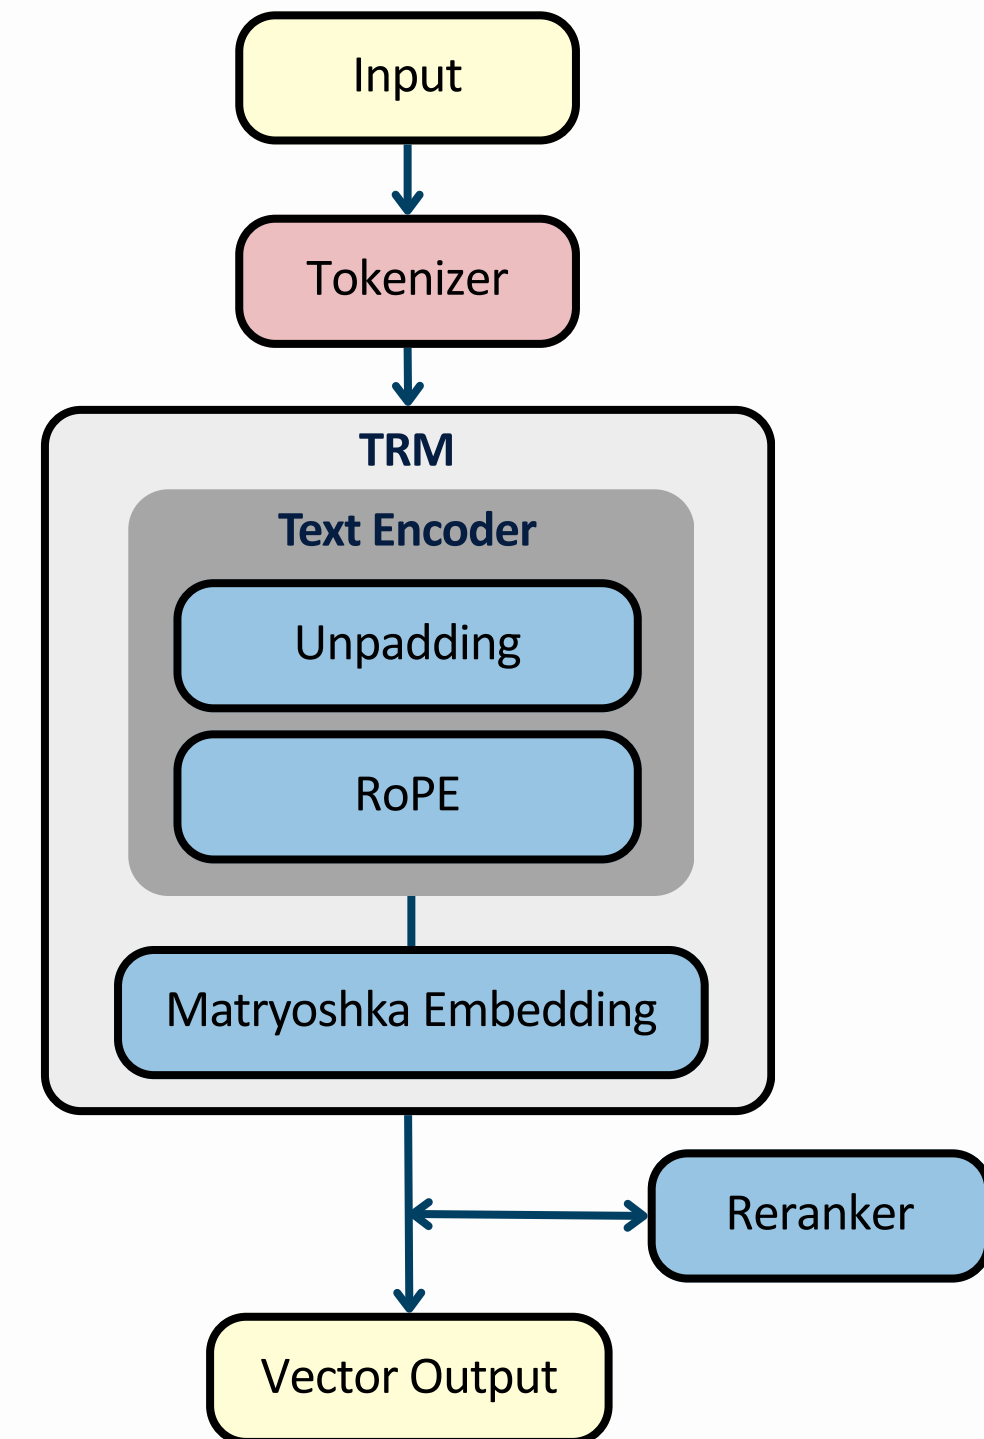 Input
Tokenizer
TRM
Text Encoder
Unpadding
RoPE
Matryoshka Embedding
Reranker
Vector Output